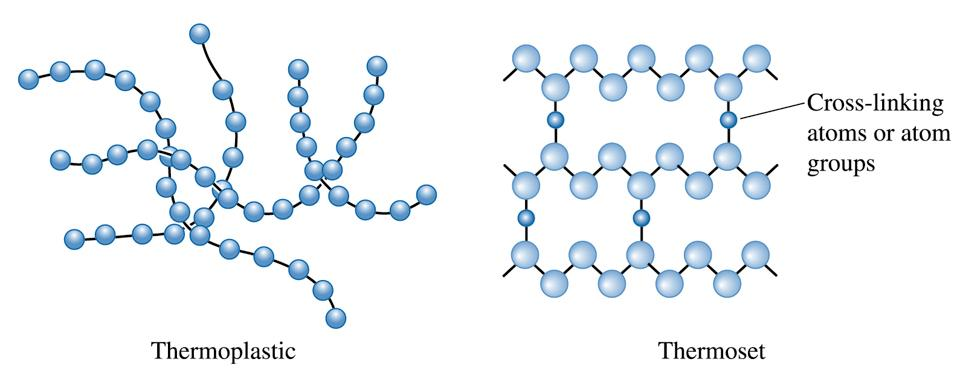 Cross-linking
atoms or atom
groups
Thermoplastic
Thermoset